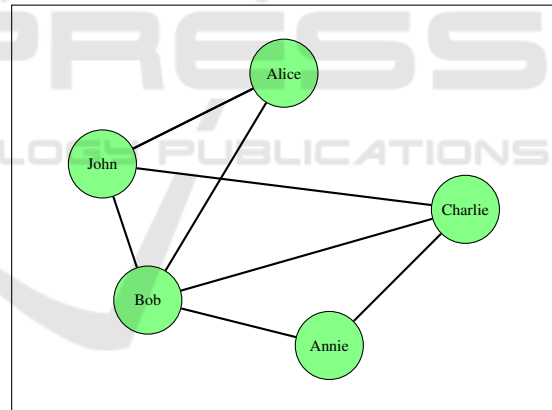 PRESS
LOGY PUBLICATIONS
Alice
John
Charlie
Bob
Annie